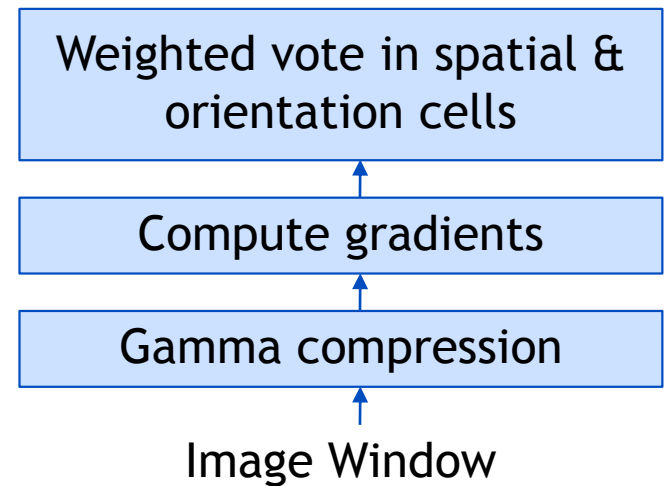 Weighted vote in spatial &
orientation cells
Compute gradients
Gamma compression
Image Window